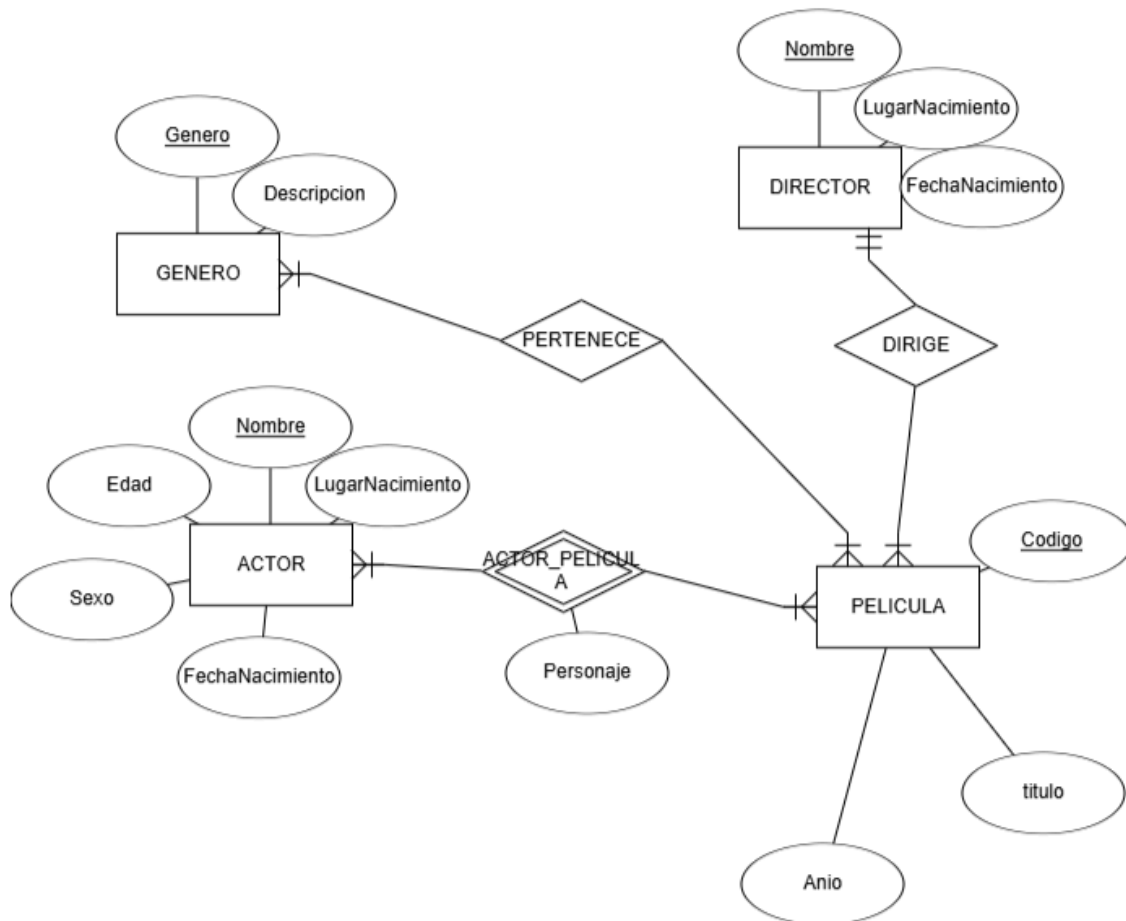 Nombre
LugarNacimiento
DIRECTOR
FechaNacimiento
Genero
Descripcion
GENERO
PERTENECE
DIRIGE
Nombre
Edad
LugarNacimiento
ACTOR
Sexo
FechaNacimiento
ACTOR_PELICUL
A
Personaje
Codigo
PELICULA
titulo
Anio